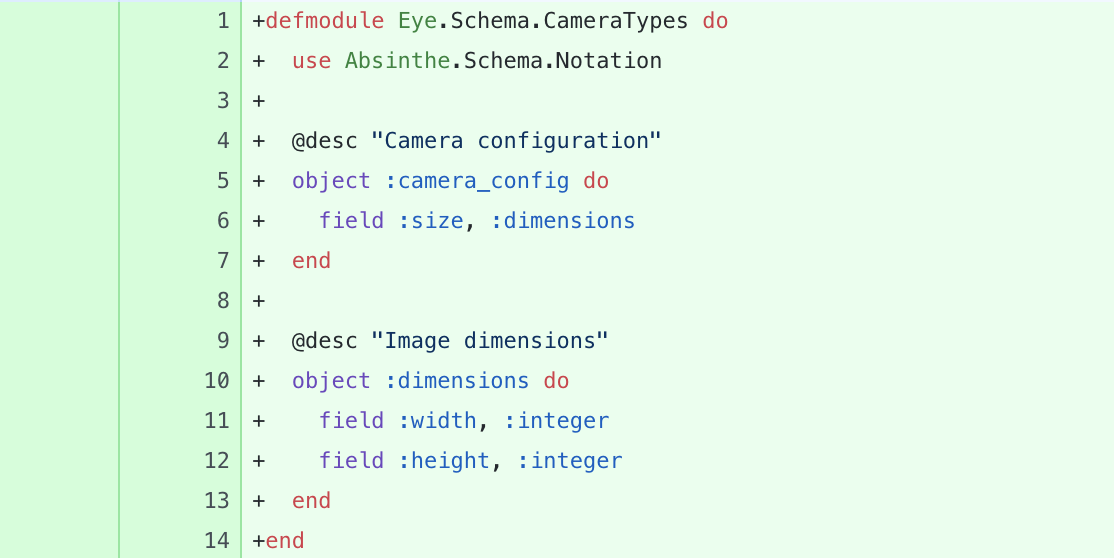 1 +defmodule Eye.Schema.CameraTypes do
2 +  use Absinthe.Schema.Notation
3 +
4 +  @desc "Camera configuration"
5 +  object :camera_config do
6 +    field :size, :dimensions
7 +  end
8 +
9 +  @desc "Image dimensions"
10 +  object :dimensions do
11 +    field :width, :integer
12 +    field :height, :integer
13 +  end
14 +end